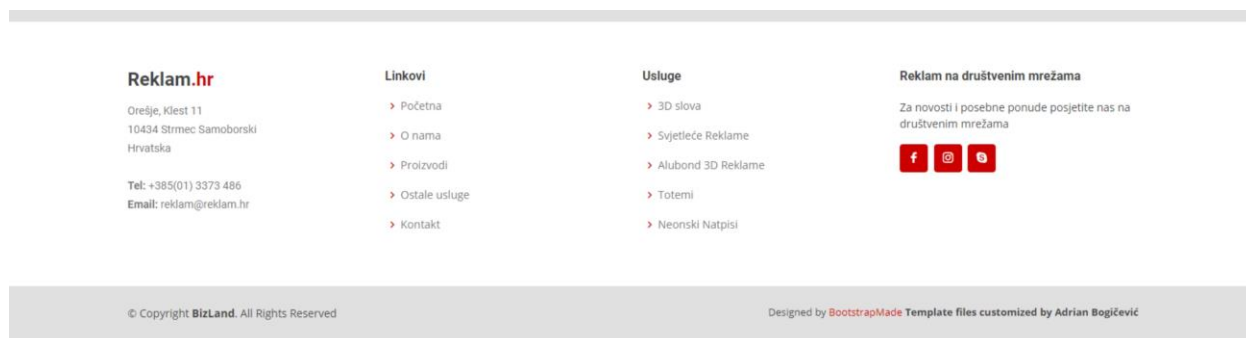 Reklam.hr
Orešje, Klest 11
10434 Strmec Samoborski
Hrvatska
Tel: +385(01) 3373 486
Email: reklam@reklam.hr
Linkovi
Početna
O nama
Proizvodi
Ostale usluge
Kontakt
Usluge
3D slova
Svjetleće Reklame
Alubond 3D Reklame
Totemi
Neonski Natpisi
Reklam na društvenim mrežama
Za novosti i posebne ponude posjetite nas na
društvenim mrežama
© Copyright BizLand. All Rights Reserved
Designed by BootstrapMade Template files customized by Adrian Bogičević